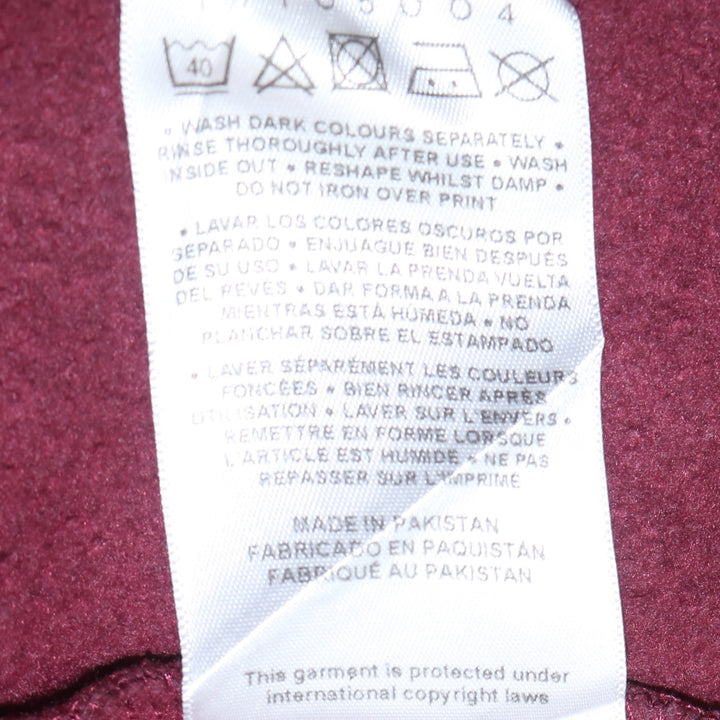 40
• WASH DARK COLOURS SEPARATELY •
RINSE THOROUGHLY AFTER USE • WASH
INSIDE OUT • RESHAPE WHILST DAMP •
DO NOT IRON OVER PRINT
• LAVAR LOS COLORES OSCUROS POR
SEPARADO • ENJUAGUE BIEN DESPUÉS
DE SU USO • LAVAR LA PRENDA VUELTA
DEL REVÉS • DAR FORMA A LA PRENDA
MIENTRAS ESTÁ HUMEDA • NO
PLANCHAR SOBRE EL ESTAMPADO
• LAVER SÉPARÉMENT LES COULEURS
FONCÉES • BIEN RINCER APRÈS
UTILISATION • LAVER SUR L'ENVERS •
REMETTRE EN FORME LORSQUE
L'ARTICLE EST HUMIDE • NE PAS
REPASSER SUR L'IMPRIMÉ
MADE IN PAKISTAN
FABRICADO EN PAQUISTÁN
FABRIQUÉ AU PAKISTAN
This garment is protected under
international copyright laws